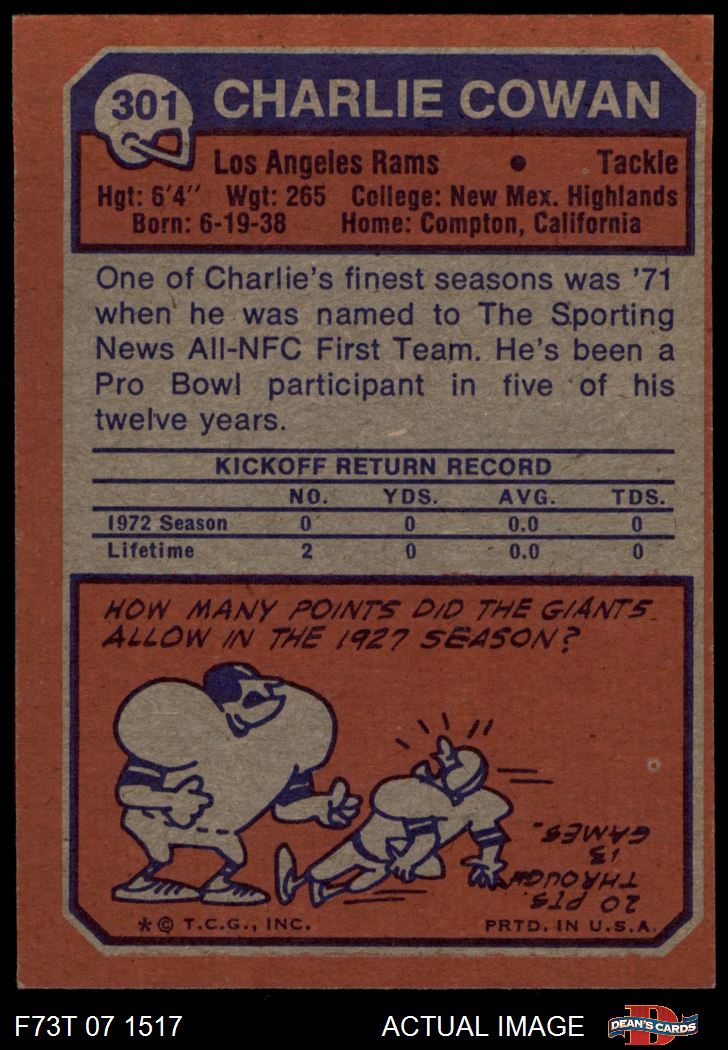 301 CHARLIE COWAN
Los Angeles Rams • Tackle
Hgt: 6'4" Wgt: 265 College: New Mex. Highlands
Born: 6-19-38 Home: Compton, California
One of Charlie's finest seasons was '71
when he was named to The Sporting
News All-NFC First Team. He's been a
Pro Bowl participant in five of his
twelve years.
KICKOFF RETURN RECORD
NO. YDS. AVG. TDS.
1972 Season 0 0 0.0 0
Lifetime 2 0 0.0 0
HOW MANY POINTS DID THE GIANTS
ALLOW IN THE 1927 SEASON?
20 PTS.
THROUGH
13
GAMES.
* © T.C.G., INC. PRTD. IN U.S.A.
F73T 07 1517 ACTUAL IMAGE D DEAN'S CARDS